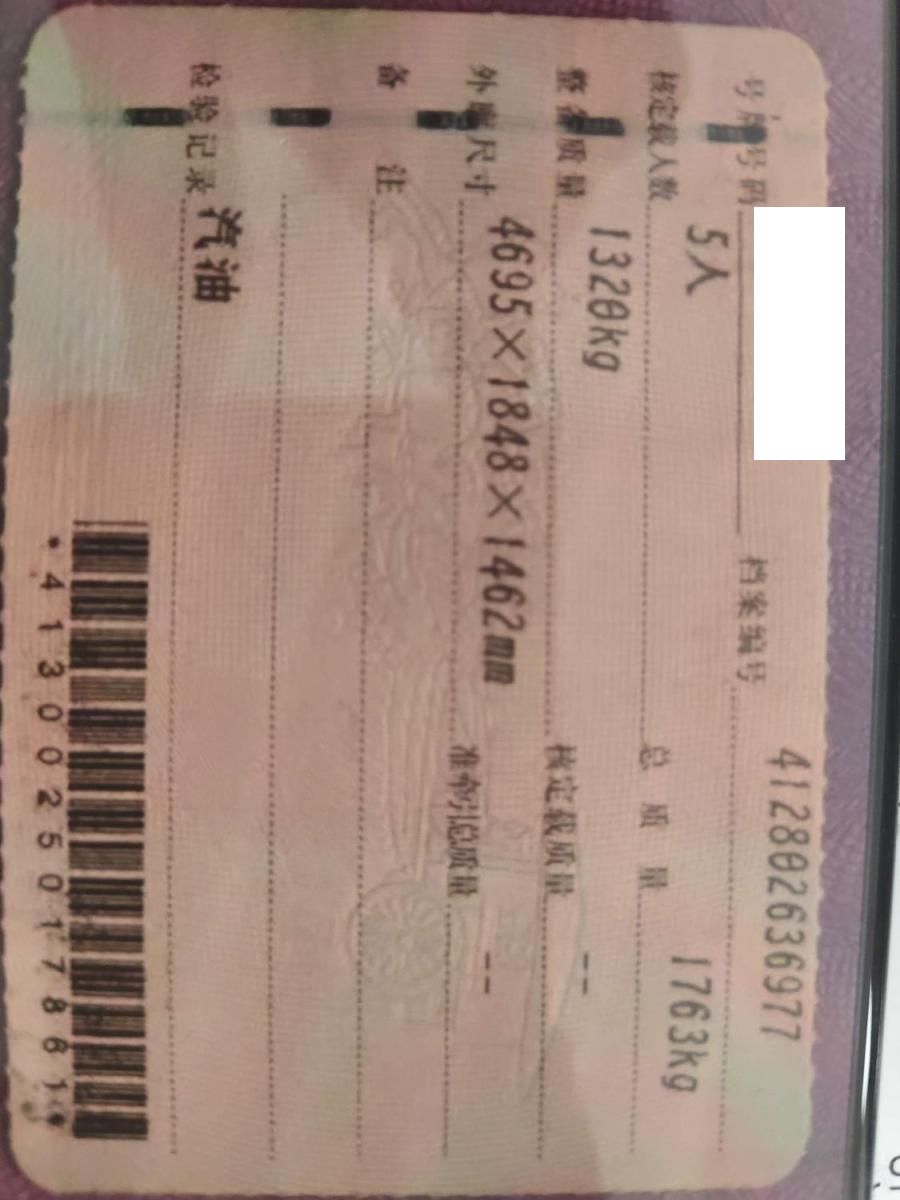 号牌号码 档案编号 412802636977
核定载人数 5人 总质量 1763kg
整备质量 1320kg 核定载质量 --
外廓尺寸 4695×1848×1462mm 准牵引总质量 --
备注
检验记录 汽油
*4130025017861*